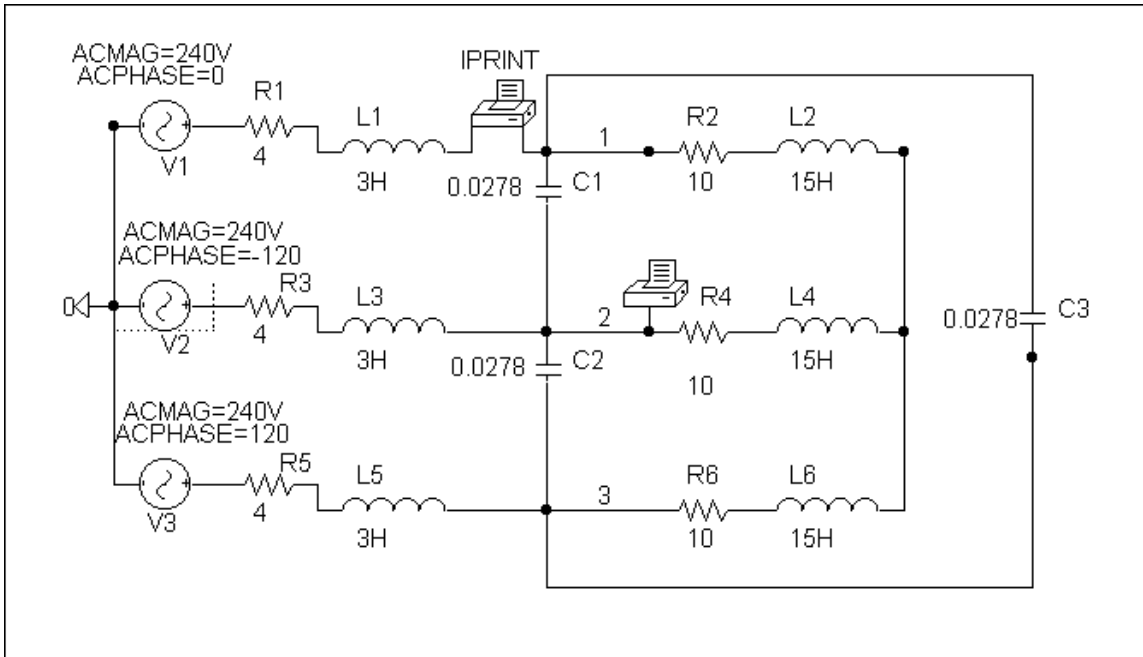 ACMAG=240V
ACPHASE=0
IPRINT
R1
L1
1
R2
L2
V1
4
3H
0.0278
C1
10
15H
ACMAG=240V
ACPHASE=-120
R3
L3
2
R4
L4
0
V2
4
3H
0.0278
C2
10
15H
0.0278
C3
ACMAG=240V
ACPHASE=120
R5
L5
3
R6
L6
V3
4
3H
10
15H